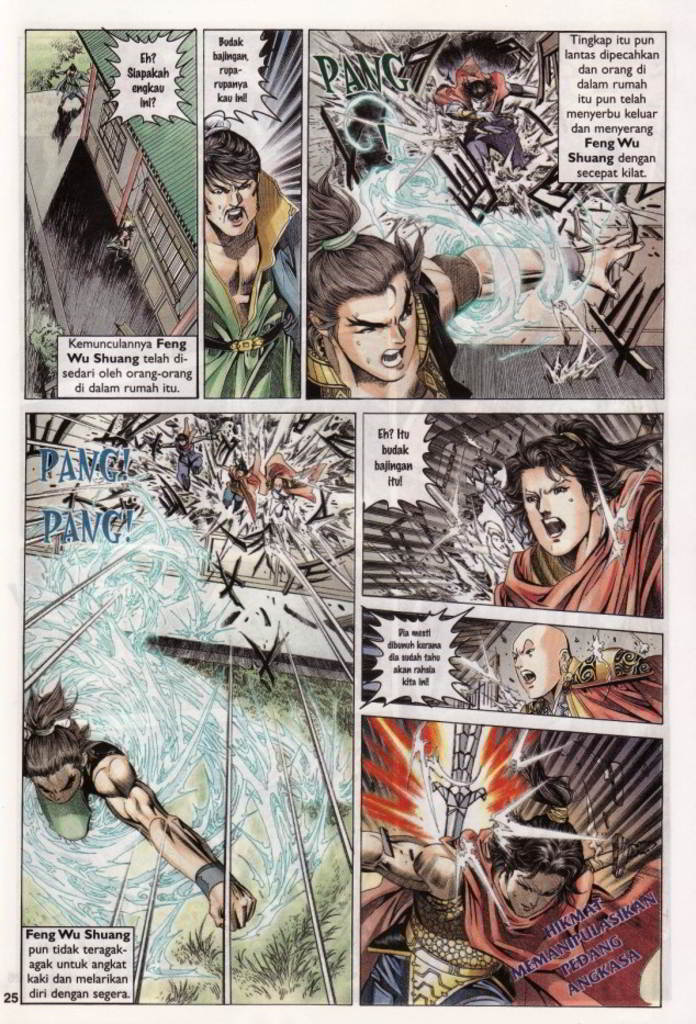 Eh?
Siapakah
engkau
ini?
Kemunculannya Feng
Wu Shuang telah di-
sedari oleh orang-orang
di dalam rumah itu.
Budak
bajingan,
rupa-
rupanya
kau ini!!
PANG
!
Tingkap itu pun
lantas dipecahkan
dan orang di
dalam rumah
itu pun telah
menyerbu keluar
dan menyerang
Feng Wu
Shuang dengan
secepat kilat.
PANG!
PANG!
Feng Wu Shuang
pun tidak teragak-
agak untuk angkat
kaki dan melarikan
diri dengan segera.
Eh? Itu
budak
bajingan
itu!
Dia mesti
dibunuh kerana
dia sudah tahu
akan rahsia
kita ini!!
HIKMAT
MEMANIPULASIKAN
PEDANG
ANGKASA
25